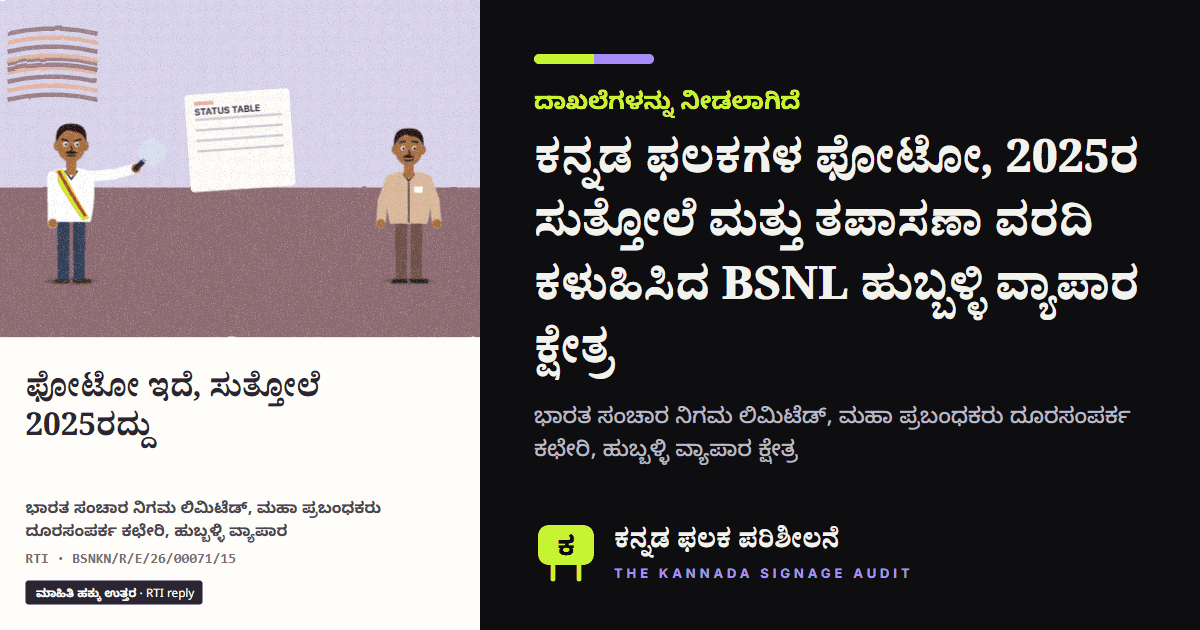 STATUS TABLE
ಫೋಟೋ ಇದೆ, ಸುತ್ತೋಲೆ
2025ರದ್ದು
ಭಾರತ ಸಂಚಾರ ನಿಗಮ ಲಿಮಿಟೆಡ್, ಮಹಾ ಪ್ರಬಂಧಕರು
ದೂರಸಂಪರ್ಕ ಕಛೇರಿ, ಹುಬ್ಬಳ್ಳಿ ವ್ಯಾಪಾರ
RTI · BSNKN/R/E/26/00071/15
ಮಾಹಿತಿ ಹಕ್ಕು ಉತ್ತರ · RTI reply
ದಾಖಲೆಗಳನ್ನು ನೀಡಲಾಗಿದೆ
ಕನ್ನಡ ಫಲಕಗಳ ಫೋಟೋ, 2025ರ
ಸುತ್ತೋಲೆ ಮತ್ತು ತಪಾಸಣಾ ವರದಿ
ಕಳುಹಿಸಿದ BSNL ಹುಬ್ಬಳ್ಳಿ ವ್ಯಾಪಾರ
ಕ್ಷೇತ್ರ
ಭಾರತ ಸಂಚಾರ ನಿಗಮ ಲಿಮಿಟೆಡ್, ಮಹಾ ಪ್ರಬಂಧಕರು ದೂರಸಂಪರ್ಕ
ಕಛೇರಿ, ಹುಬ್ಬಳ್ಳಿ ವ್ಯಾಪಾರ ಕ್ಷೇತ್ರ
ಕ
ಕನ್ನಡ ಫಲಕ ಪರಿಶೀಲನೆ
THE KANNADA SIGNAGE AUDIT